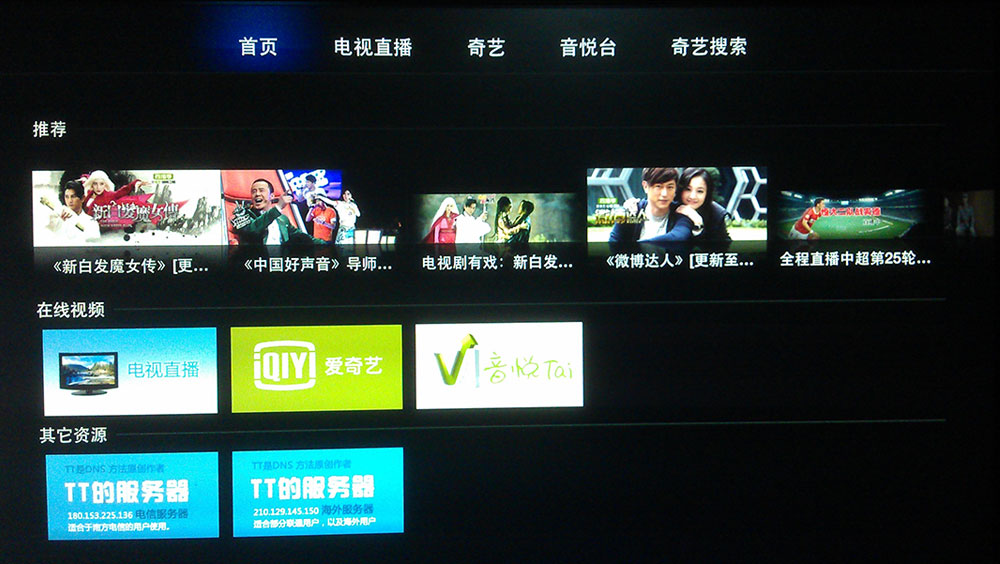 首页 电视直播 奇艺 音悦台 奇艺搜索
推荐
新白发魔女传
《新白发魔女传》[更... 《中国好声音》导师... 电视剧有戏：新白发... 《微博达人》[更新至... 全程直播中超第25轮...
在线视频
电视直播
QIYI 爱奇艺
音悦Tai
其它资源
TT是DNS 方法原创作者
TT的服务器
180.153.225.136 电信服务器
适合于南方电信的用户使用。
TT是DNS 方法原创作者
TT的服务器
210.129.145.150 海外服务器
适合部分联通用户，以及海外用户